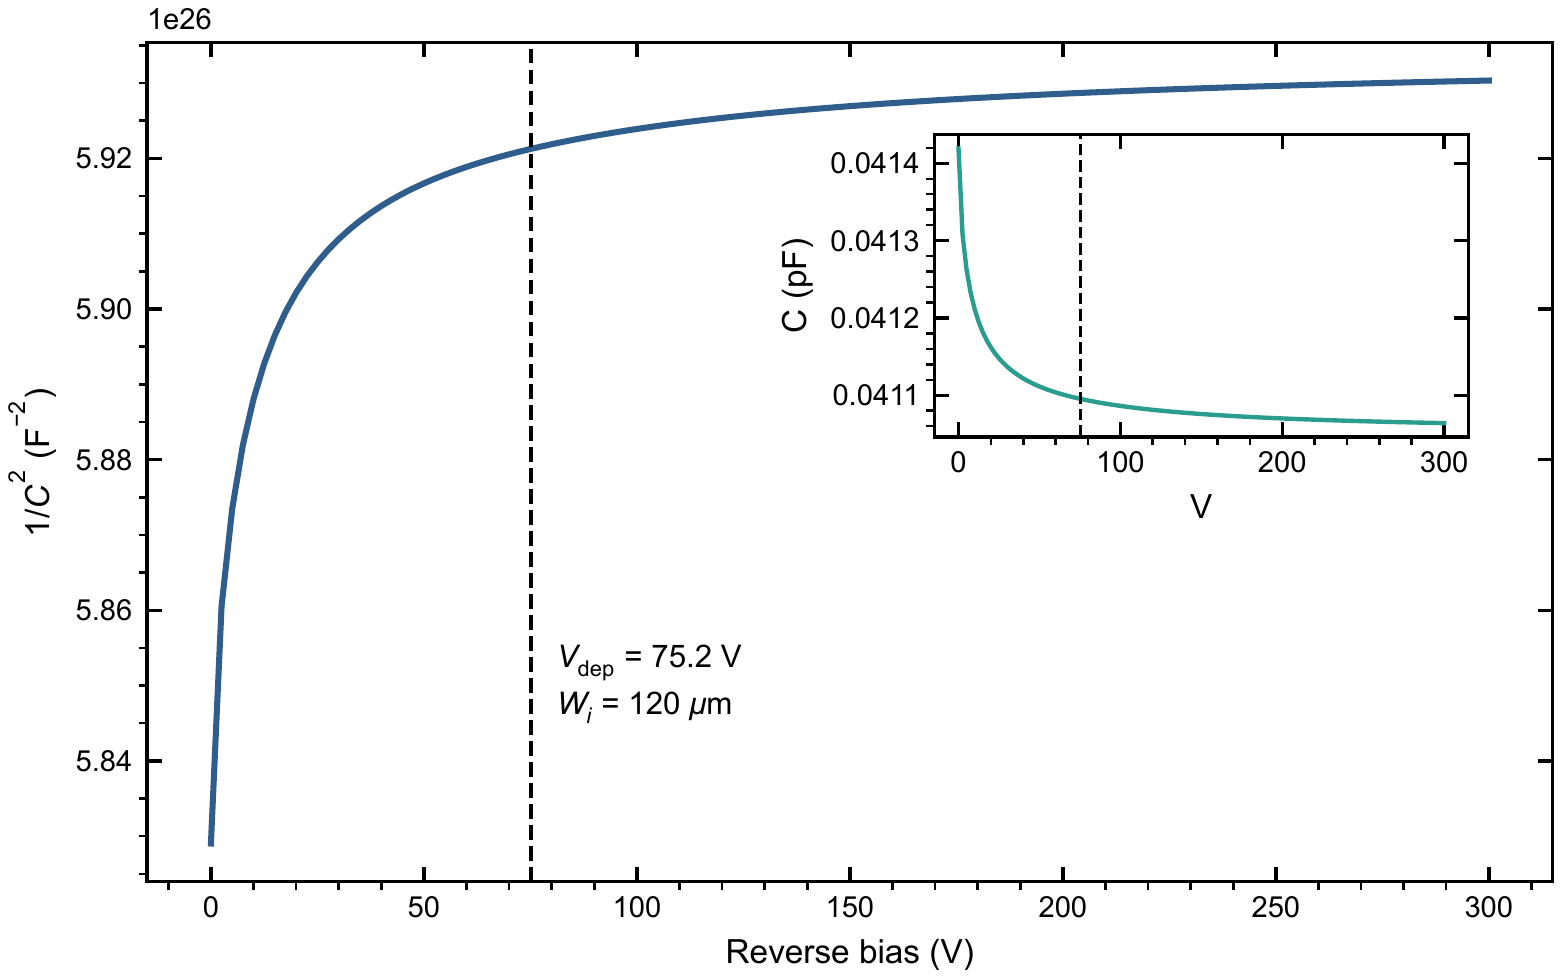 1e26
5.92
5.90
5.88
5.86
5.84
1/C² (F⁻²)
0
50
100
150
200
250
300
Reverse bias (V)
V_dep = 75.2 V
W_i = 120 µm
0.0414
0.0413
0.0412
0.0411
C (pF)
0
100
200
300
V